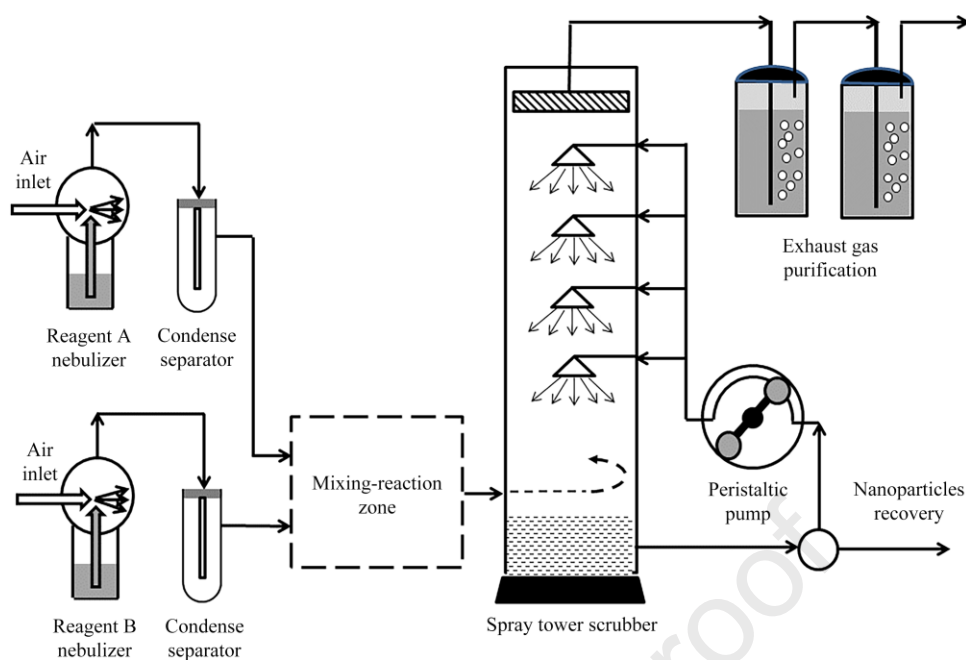 Air
inlet
Reagent A
nebulizer
Condense
separator
Air
inlet
Reagent B
nebulizer
Condense
separator
Mixing-reaction
zone
Spray tower scrubber
Exhaust gas
purification
Peristaltic
pump
Nanoparticles
recovery
roof